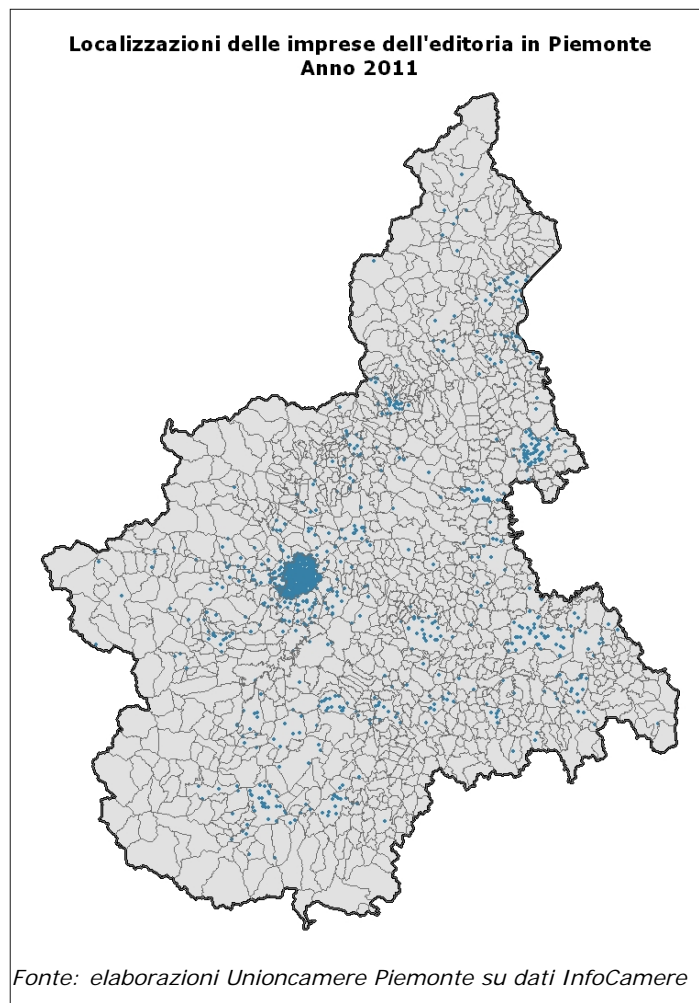 Localizzazioni delle imprese dell'editoria in Piemonte
Anno 2011
Fonte: elaborazioni Unioncamere Piemonte su dati InfoCamere